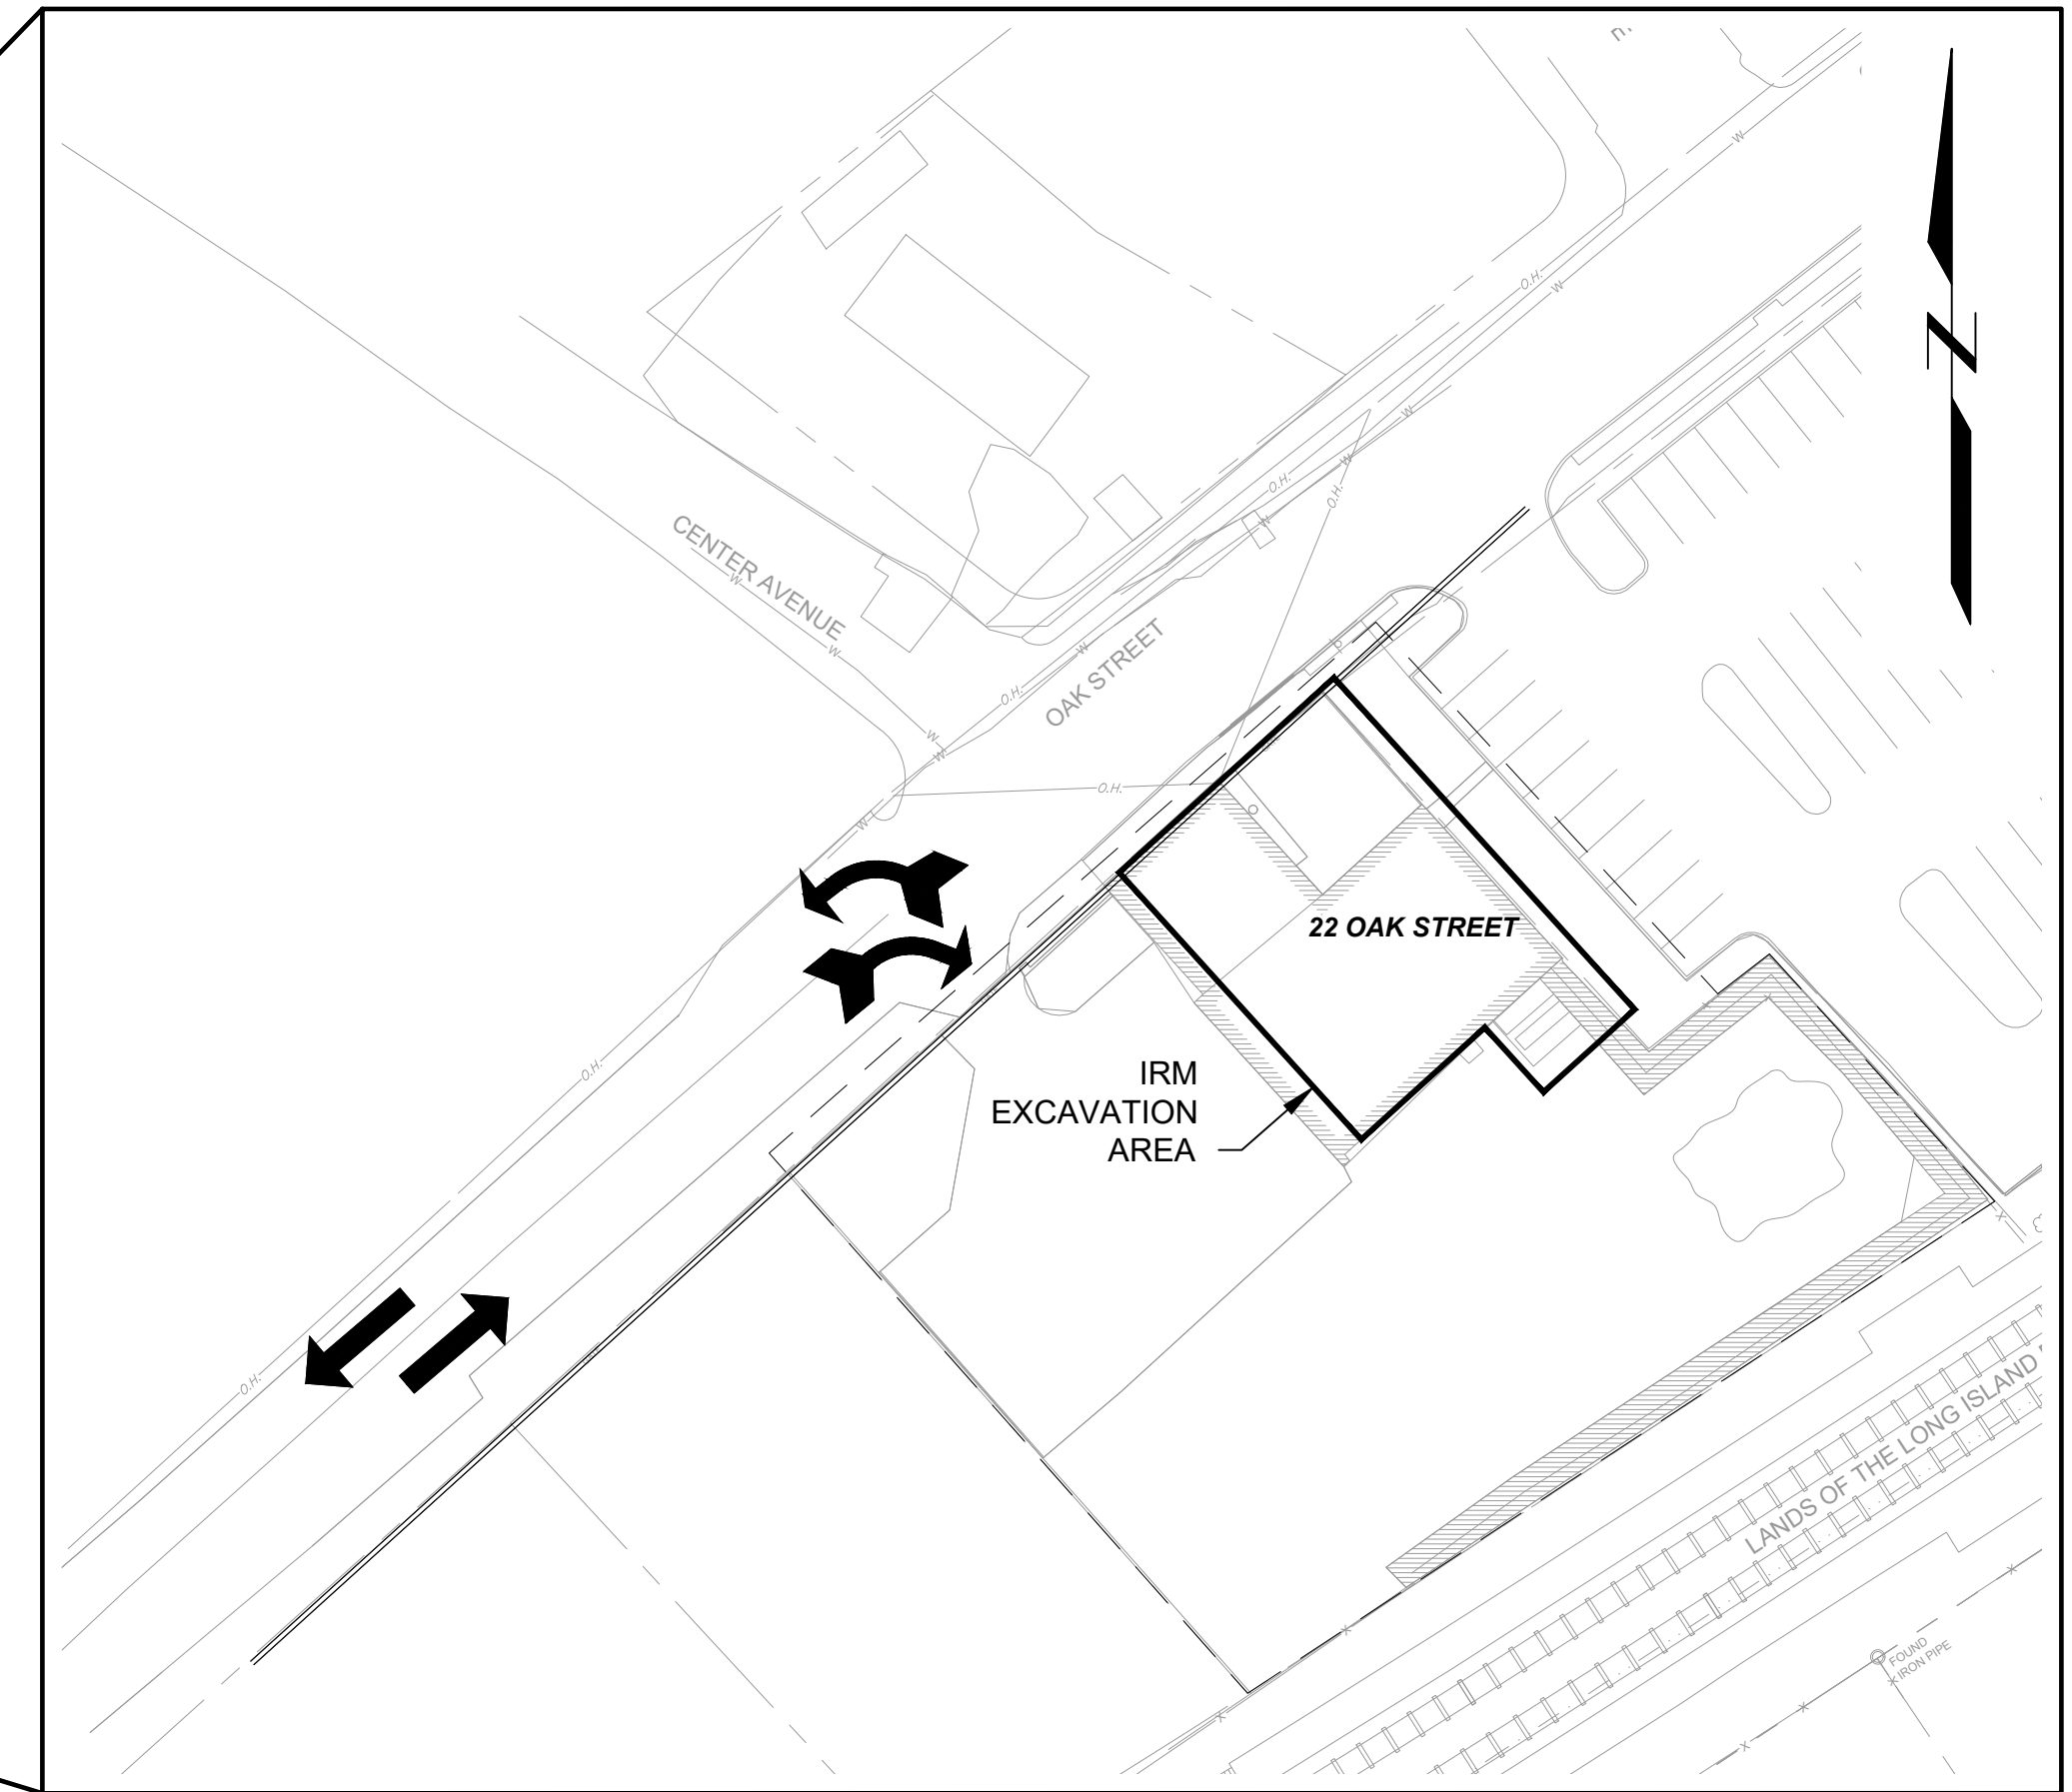 N
CENTER AVENUE
OAK STREET
O.H.
O.H.
O.H.
O.H.
O.H.
O.H.
O.H.
W
W
W
W
W
W
W
W
W
W
W
22 OAK STREET
IRM
EXCAVATION
AREA
LANDS OF THE LONG ISLAND
FOUND
IRON PIPE